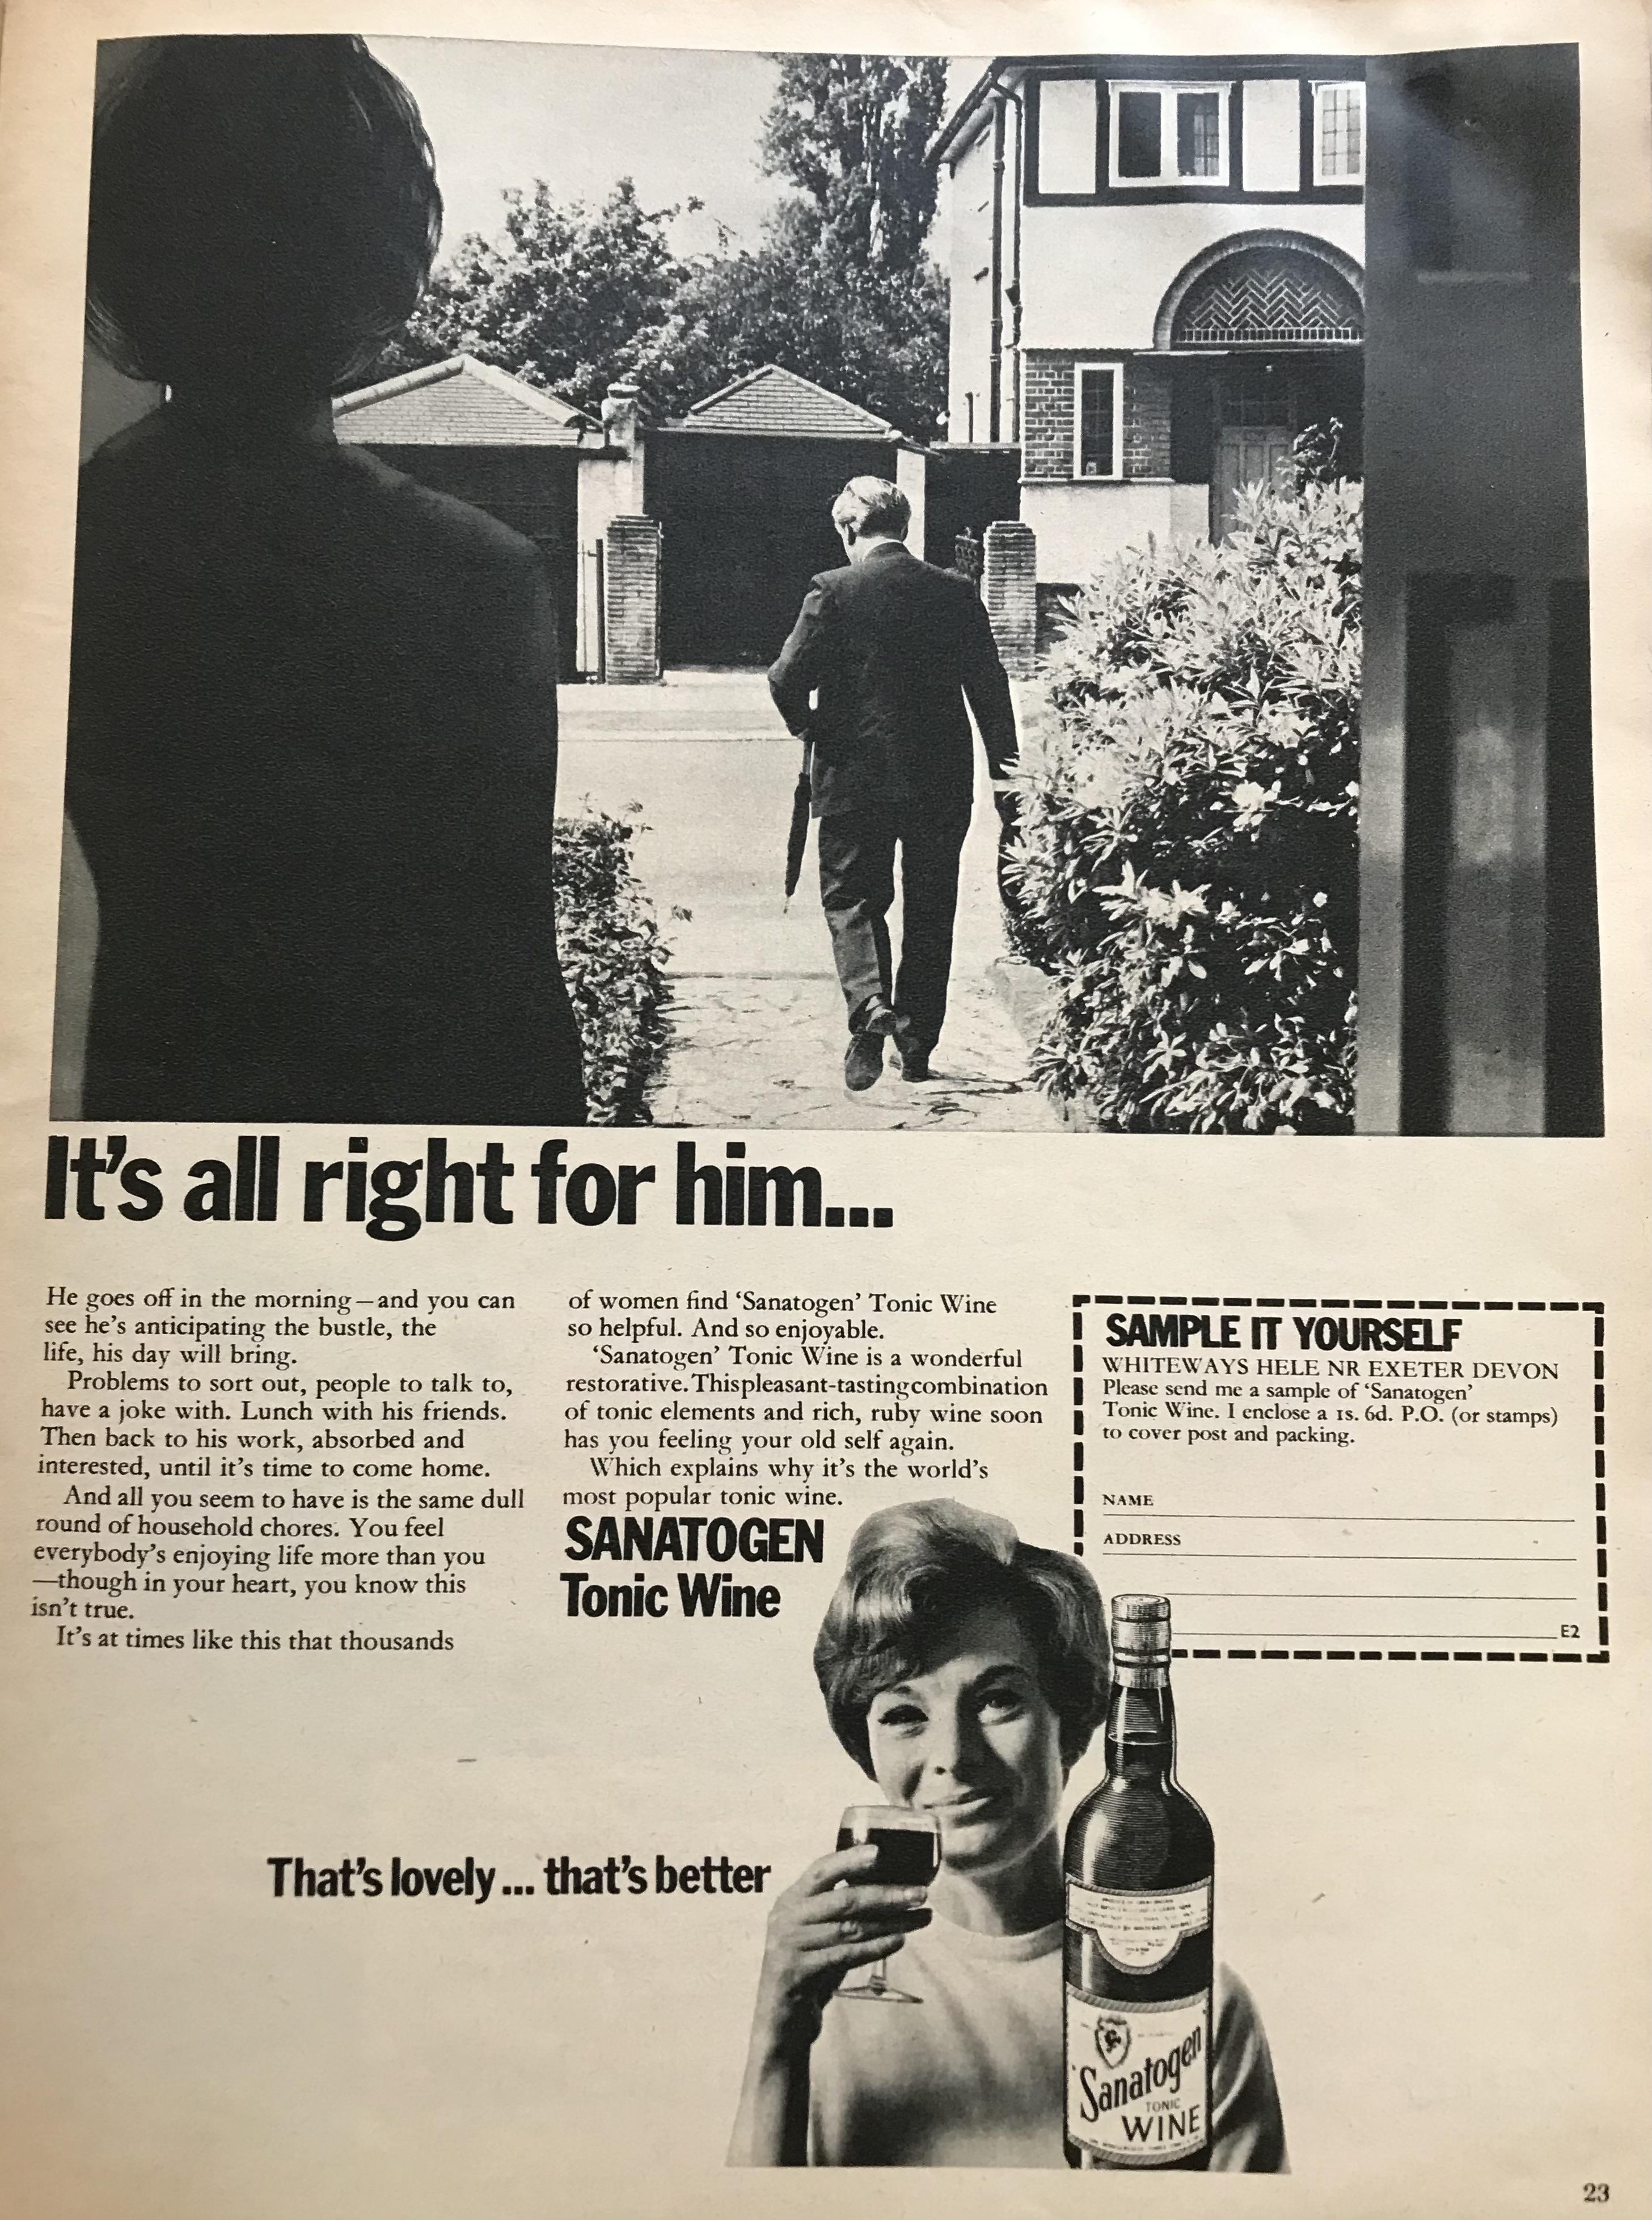 It's all right for him...
He goes off in the morning—and you can
see he's anticipating the bustle, the
life, his day will bring.
Problems to sort out, people to talk to,
have a joke with. Lunch with his friends.
Then back to his work, absorbed and
interested, until it's time to come home.
And all you seem to have is the same dull
round of household chores. You feel
everybody's enjoying life more than you
—though in your heart, you know this
isn't true.
It's at times like this that thousands
of women find ‘Sanatogen’ Tonic Wine
so helpful. And so enjoyable.
‘Sanatogen’ Tonic Wine is a wonderful
restorative. This pleasant-tasting combination
of tonic elements and rich, ruby wine soon
has you feeling your old self again.
Which explains why it's the world's
most popular tonic wine.
SANATOGEN
Tonic Wine
SAMPLE IT YOURSELF
WHITEWAYS HELE NR EXETER DEVON
Please send me a sample of ‘Sanatogen’
Tonic Wine. I enclose a 1s. 6d. P.O. (or stamps)
to cover post and packing.
NAME
ADDRESS
E2
That's lovely... that's better
‘Sanatogen’
TONIC
WINE
23